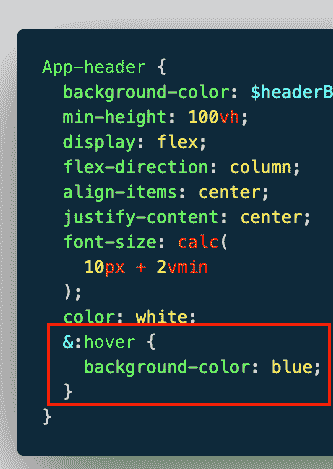 App-header {
background-color: $headerB
min-height: 100vh;
display: flex;
flex-direction: column;
align-items: center;
justify-content: center;
font-size: calc(
10px + 2vmin
);
color: white;
&:hover {
background-color: blue;
}
}